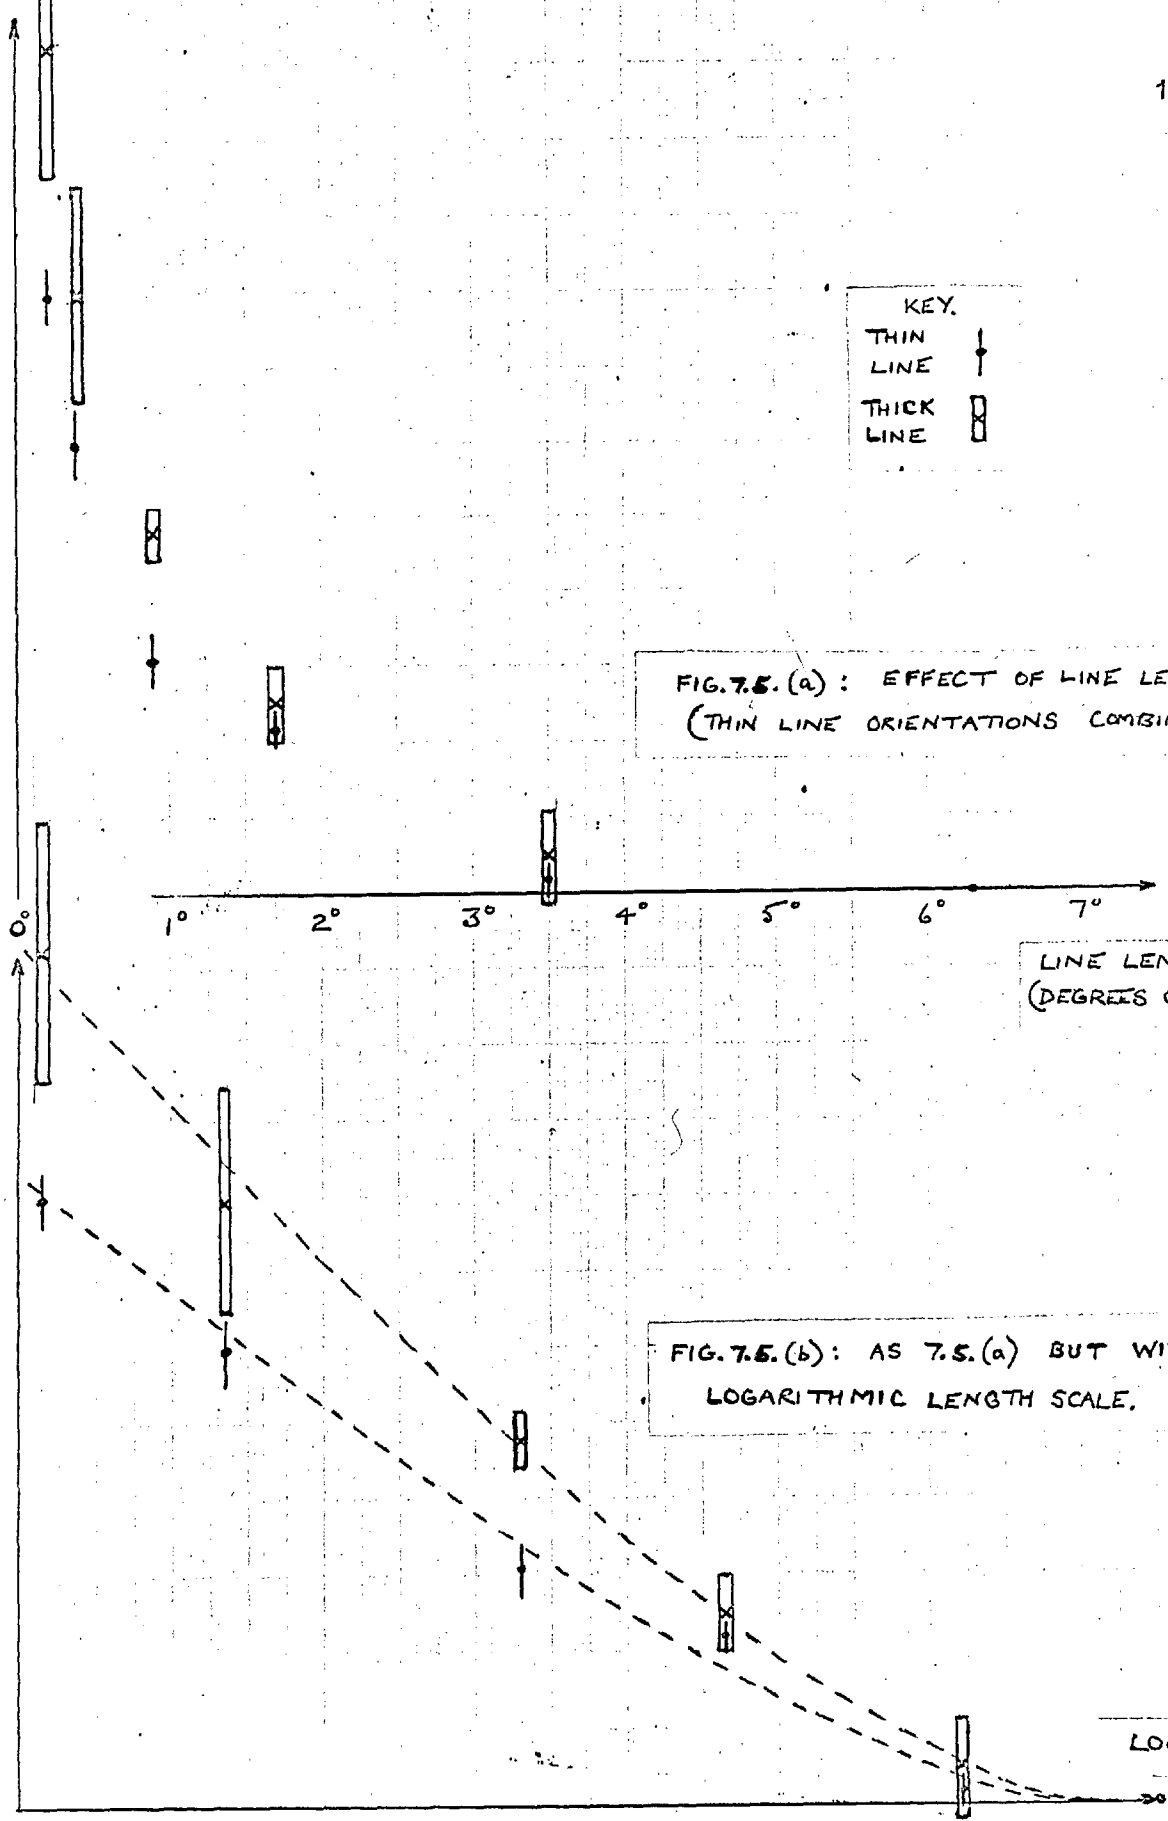 1
KEY.
THIN
LINE
THICK
LINE
FIG.7.5.(a): EFFECT OF LINE LE
(THIN LINE ORIENTATIONS COMBI
0° 1° 2° 3° 4° 5° 6° 7°
LINE LEN
(DEGREES
FIG.7.5.(b): AS 7.5.(a) BUT WI
LOGARITHMIC LENGTH SCALE.
LO